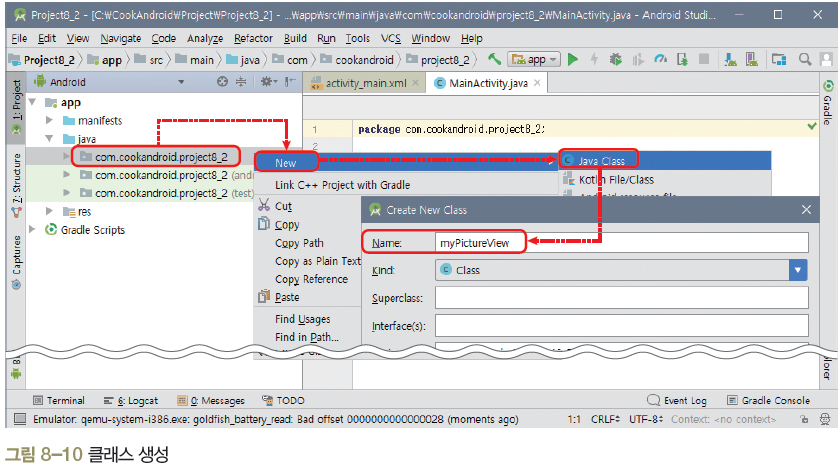 Project8_2 - [C:₩CookAndroid₩Project₩Project8_2] - ...₩app₩src₩main₩java₩com₩cookandroid₩project8_2₩MainActivity.java - Android Studi...
File Edit View Navigate Code Analyze Refactor Build Run Tools VCS Window Help
Project8_2 app src main java com cookandroid project8_2 app
Android activity_main.xml MainActivity.java
1: Project
7: Structure
Captures
Gradle
app
manifests
java
com.cookandroid.project8_2
com.cookandroid.project8_2 (and
com.cookandroid.project8_2 (test)
res
Gradle Scripts
1 package com.cookandroid.project8_2;
2
New
Link C++ Project with Gradle
Cut
Copy
Copy Path
Copy as Plain Text
Copy Reference
Paste
Find Usages
Find in Path...
Java Class
Kotlin File/Class
Create New Class
Name: myPictureView
Kind: Class
Superclass:
Interface(s):
Terminal 6: Logcat 0: Messages TODO Event Log Gradle Console
Emulator: qemu-system-i386.exe: goldfish_battery_read: Bad offset 0000000000000028 (moments ago) 1:1 CRLF UTF-8 Context: <no context>
그림 8-10 클래스 생성